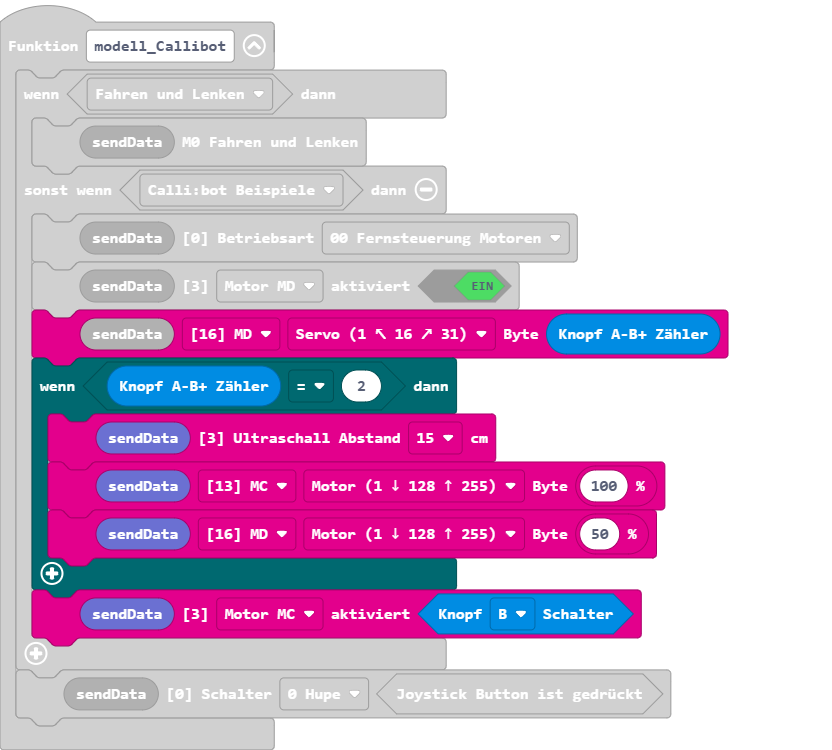 Funktion modell_Callibot
wenn Fahren und Lenken dann
sendData M0 Fahren und Lenken
sonst wenn Calli:bot Beispiele dann
sendData [0] Betriebsart 00 Fernsteuerung Motoren
sendData [3] Motor MD aktiviert EIN
sendData [16] MD Servo (1 ↖ 16 ↗ 31) Byte Knopf A-B+ Zähler
wenn Knopf A-B+ Zähler = 2 dann
sendData [3] Ultraschall Abstand 15 cm
sendData [13] MC Motor (1 ↓ 128 ↑ 255) Byte 100 %
sendData [16] MD Motor (1 ↓ 128 ↑ 255) Byte 50 %
sendData [3] Motor MC aktiviert Knopf B Schalter
sendData [0] Schalter 0 Hupe Joystick Button ist gedrückt